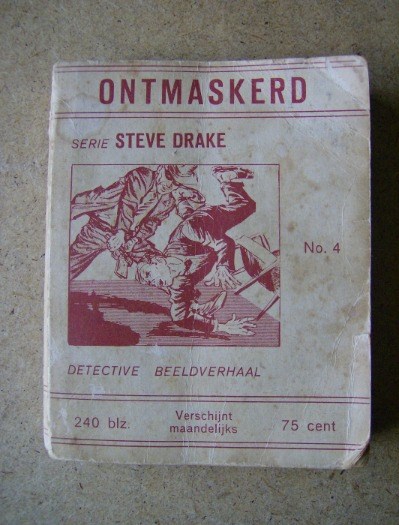 ONTMASKERD
SERIE STEVE DRAKE
No. 4
DETECTIVE BEELDVERHAAL
240 blz.
Verschijnt
maandelijks
75 cent